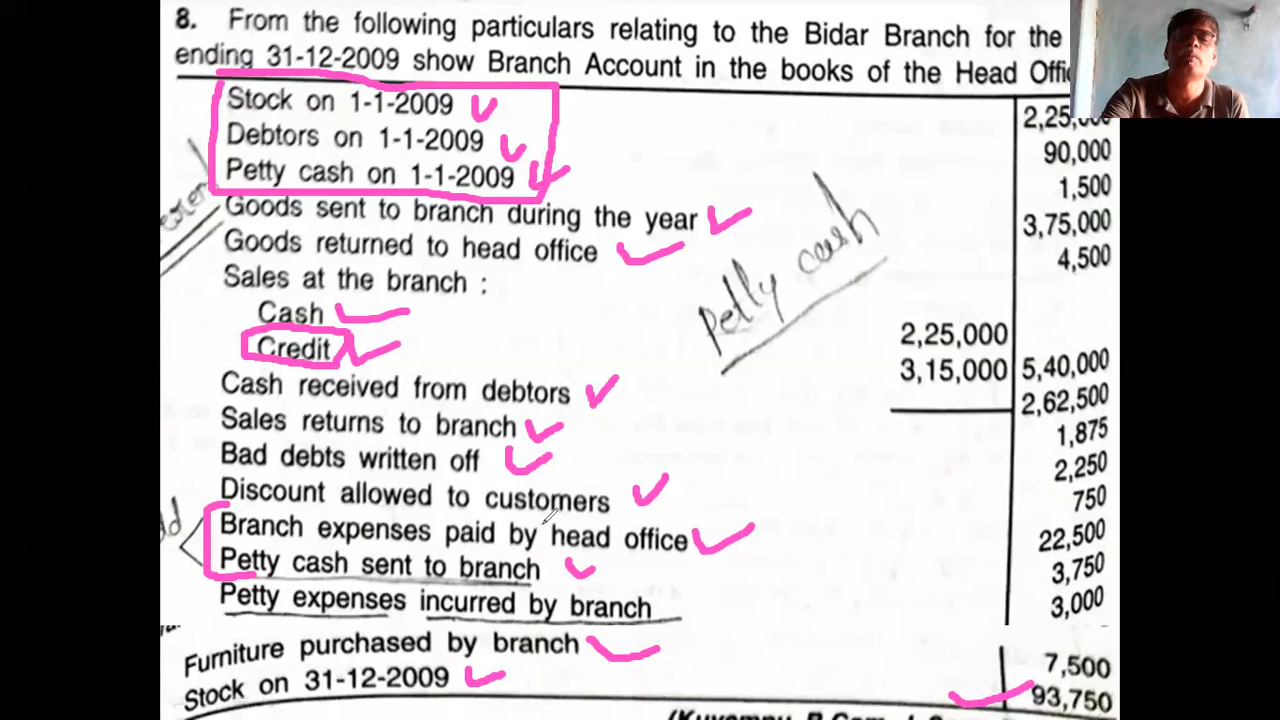 8. From the following particulars relating to the Bidar Branch for the
ending 31-12-2009 show Branch Account in the books of the Head Offi
Stock on 1-1-2009 2,25,000
Debtors on 1-1-2009 90,000
Petty cash on 1-1-2009 1,500
Goods sent to branch during the year 3,75,000
Goods returned to head office 4,500
Sales at the branch :
Cash 2,25,000
Credit 3,15,000 5,40,000
Cash received from debtors 2,62,500
Sales returns to branch 1,875
Bad debts written off 2,250
Discount allowed to customers 750
Branch expenses paid by head office 22,500
Petty cash sent to branch 3,750
Petty expenses incurred by branch 3,000
Furniture purchased by branch 7,500
Stock on 31-12-2009 93,750
Petty cash